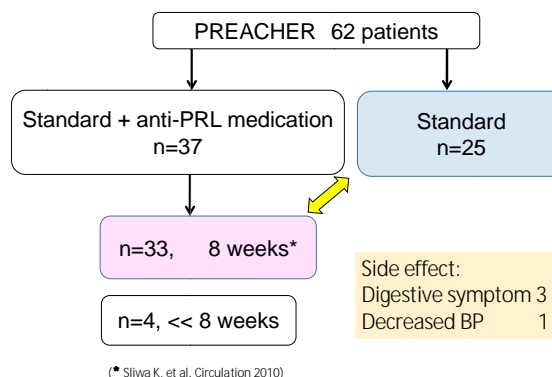 PREACHER 62 patients
Standard + anti-PRL medication
n=37
Standard
n=25
n=33, 8 weeks*
n=4, << 8 weeks
Side effect:
Digestive symptom 3
Decreased BP 1
(* Sliwa K, et al. Circulation 2010)